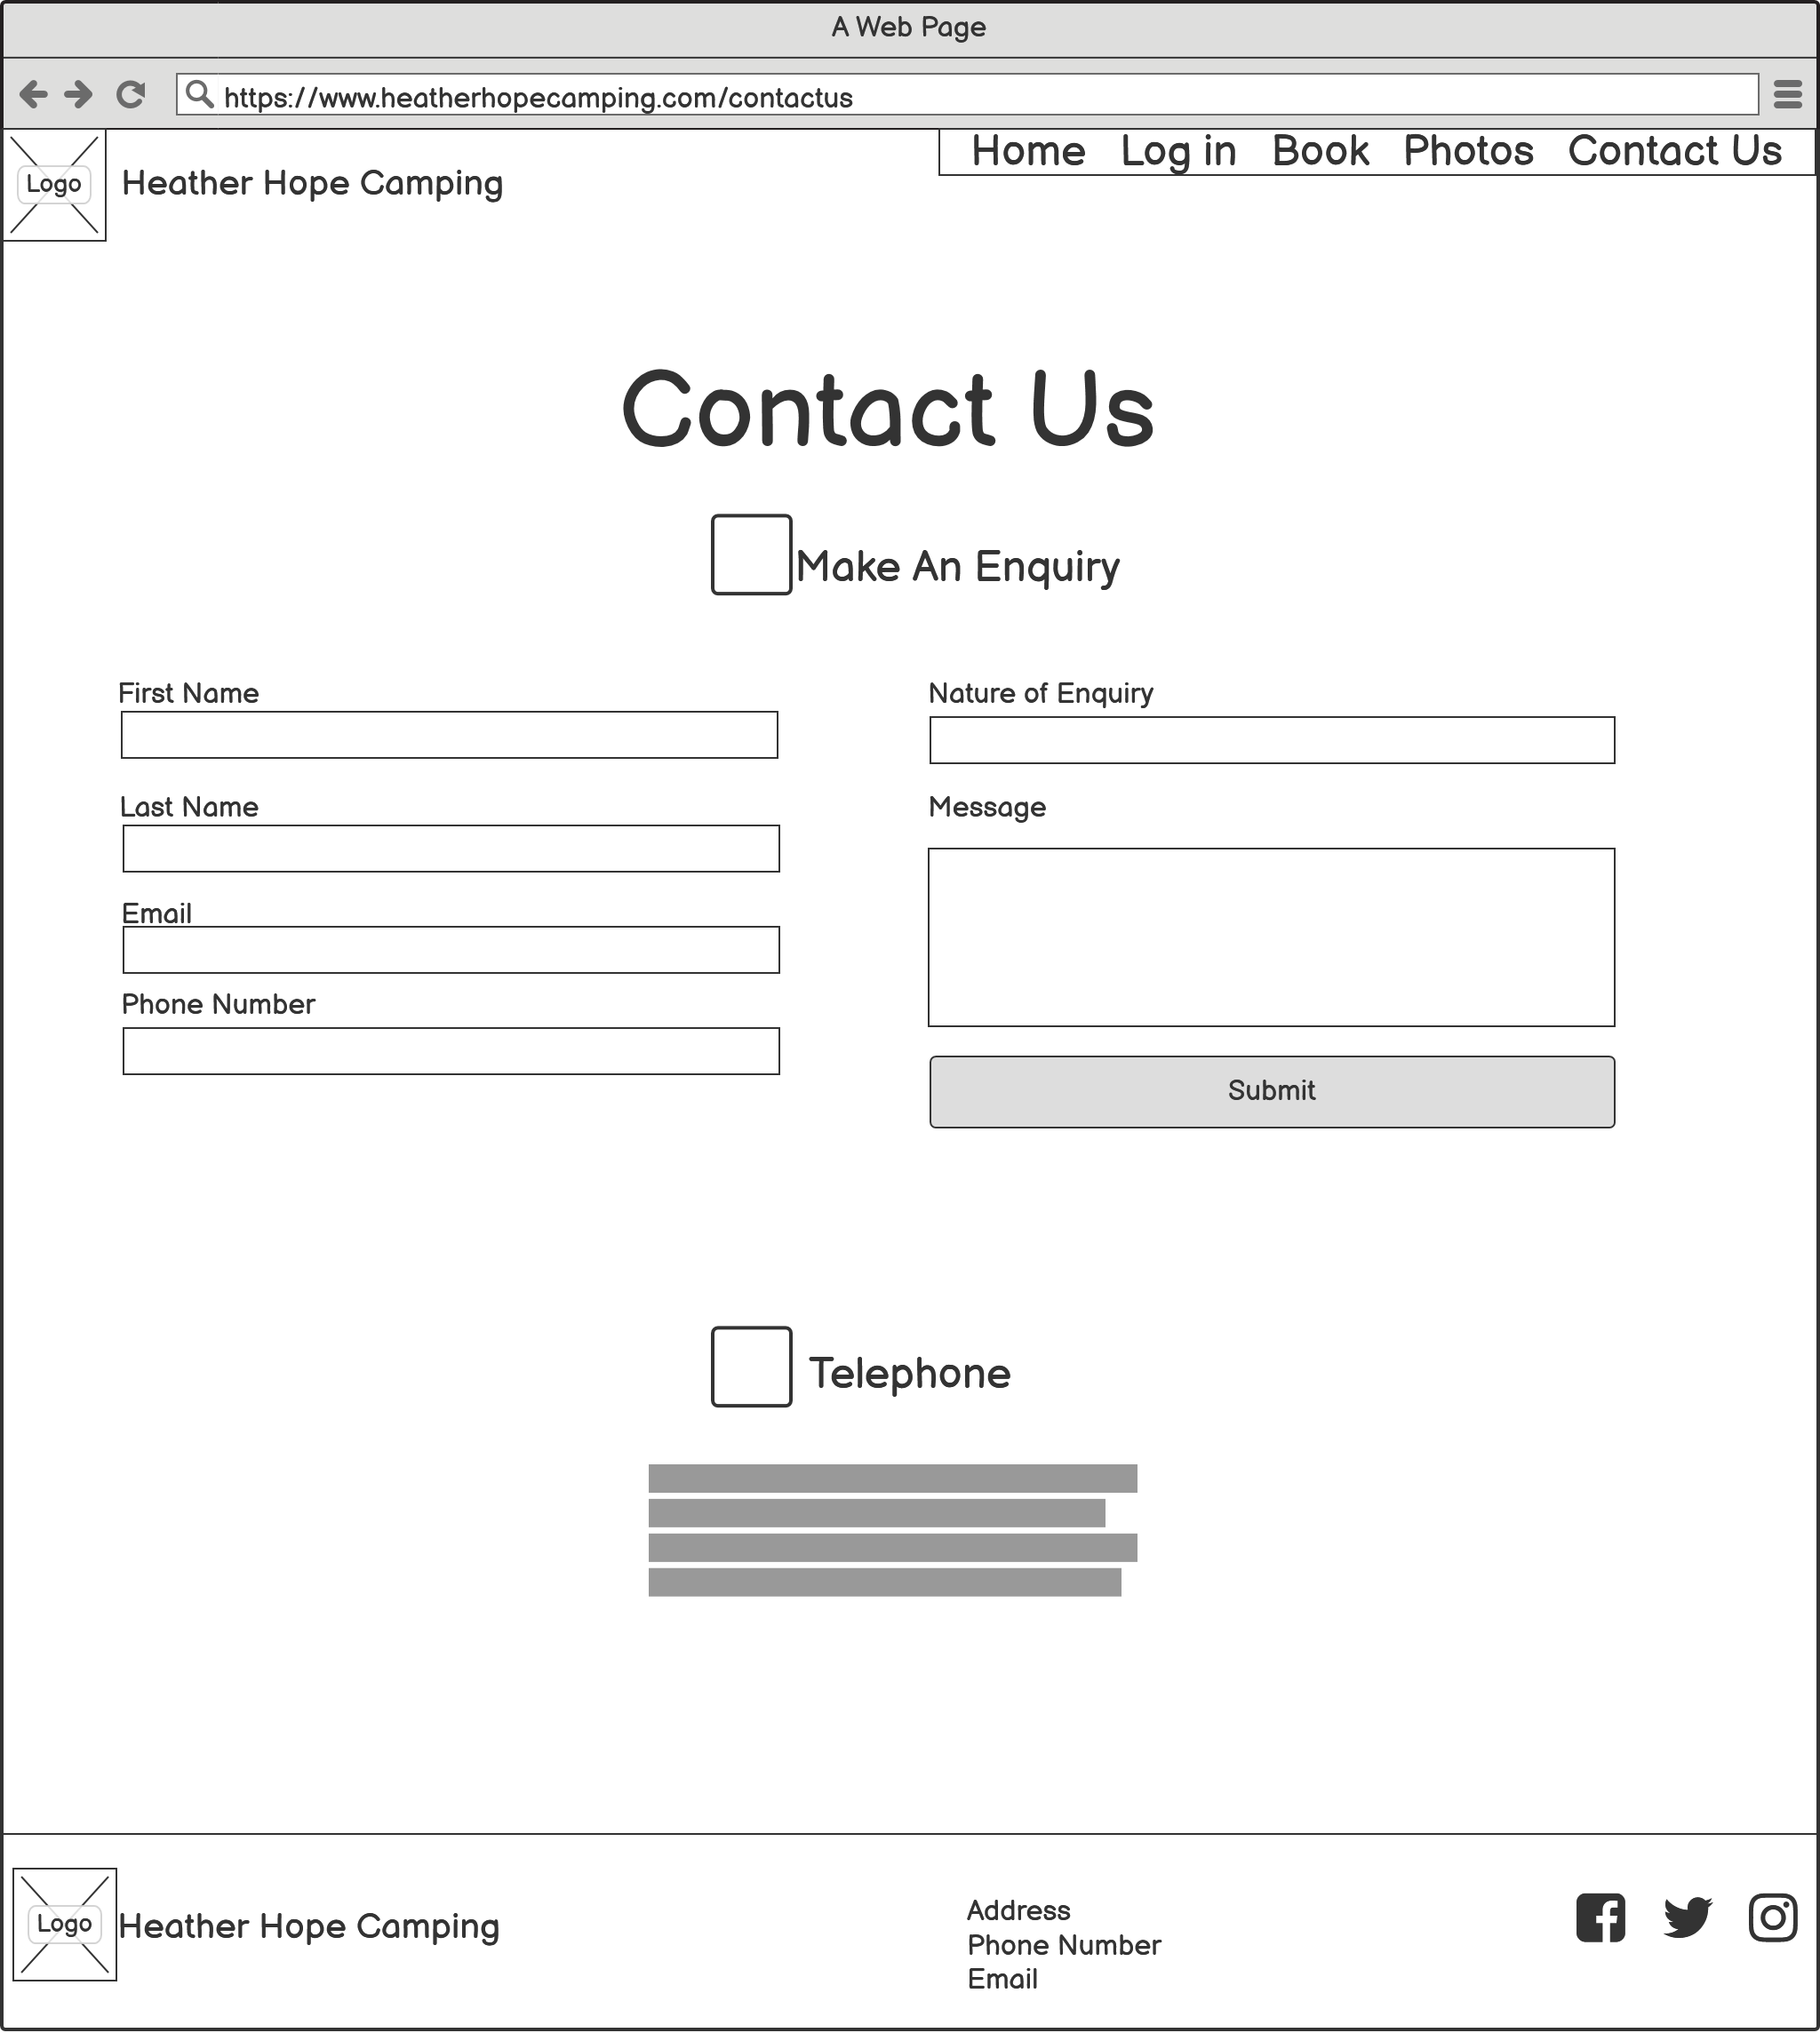 A Web Page
https://www.heatherhopecamping.com/contactus
Home Log in Book Photos Contact Us
Logo
Heather Hope Camping
Contact Us
Make An Enquiry
First Name
Nature of Enquiry
Last Name
Message
Email
Phone Number
Submit
Telephone
Logo
Heather Hope Camping
Address
Phone Number
Email